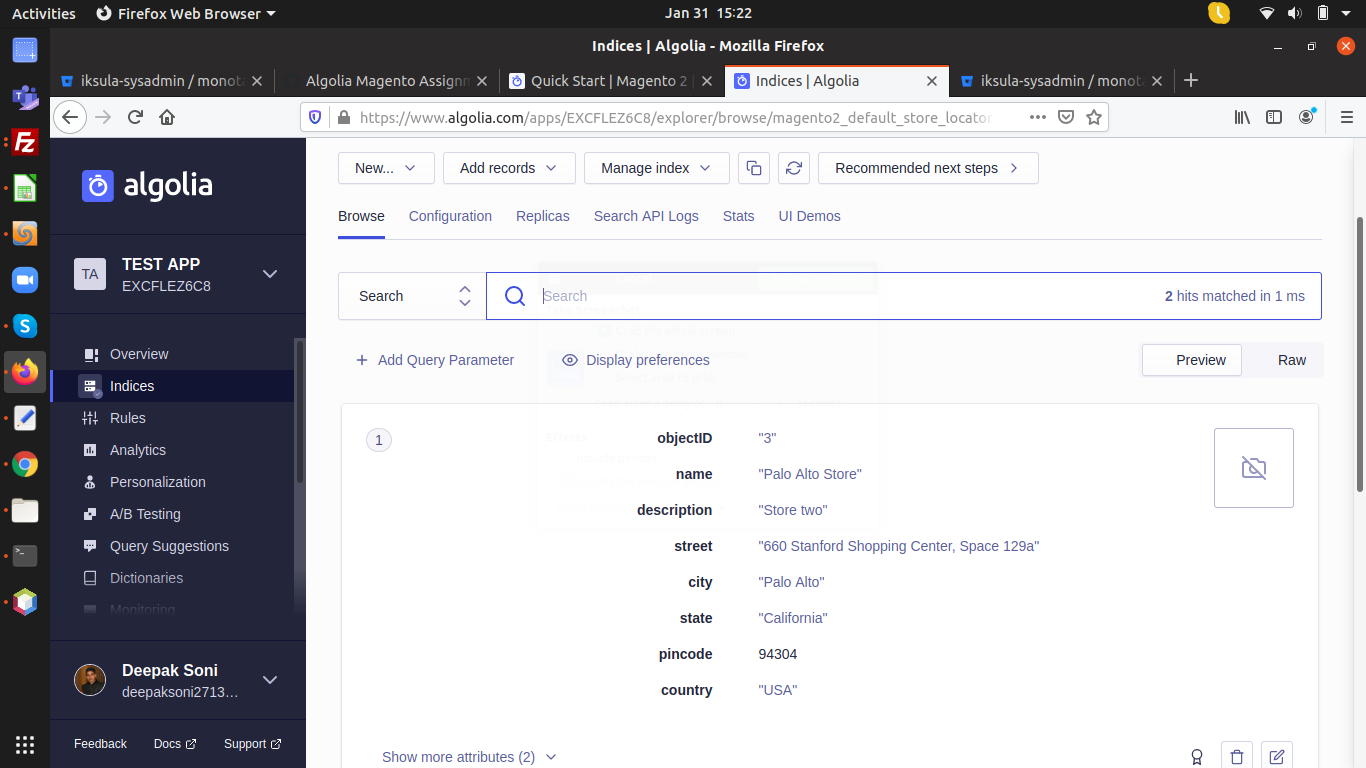 Activities Firefox Web Browser Jan 31 15:22
Indices | Algolia - Mozilla Firefox
iksula-sysadmin / monot Algolia Magento Assignm Quick Start | Magento 2 | Indices | Algolia iksula-sysadmin / monot
https://www.algolia.com/apps/EXCFLEZ6C8/explorer/browse/magento2_default_store_locator
algolia
New... Add records Manage index Recommended next steps
Browse Configuration Replicas Search API Logs Stats UI Demos
TA TEST APP
EXCFLEZ6C8
Search Search 2 hits matched in 1 ms
Add Query Parameter Display preferences Preview Raw
Overview
Indices
Rules
Analytics
Personalization
A/B Testing
Query Suggestions
Dictionaries
Monitoring
1
objectID "3"
name "Palo Alto Store"
description "Store two"
street "660 Stanford Shopping Center, Space 129a"
city "Palo Alto"
state "California"
pincode 94304
country "USA"
Show more attributes (2)
Deepak Soni
deepaksoni2713...
Feedback Docs Support